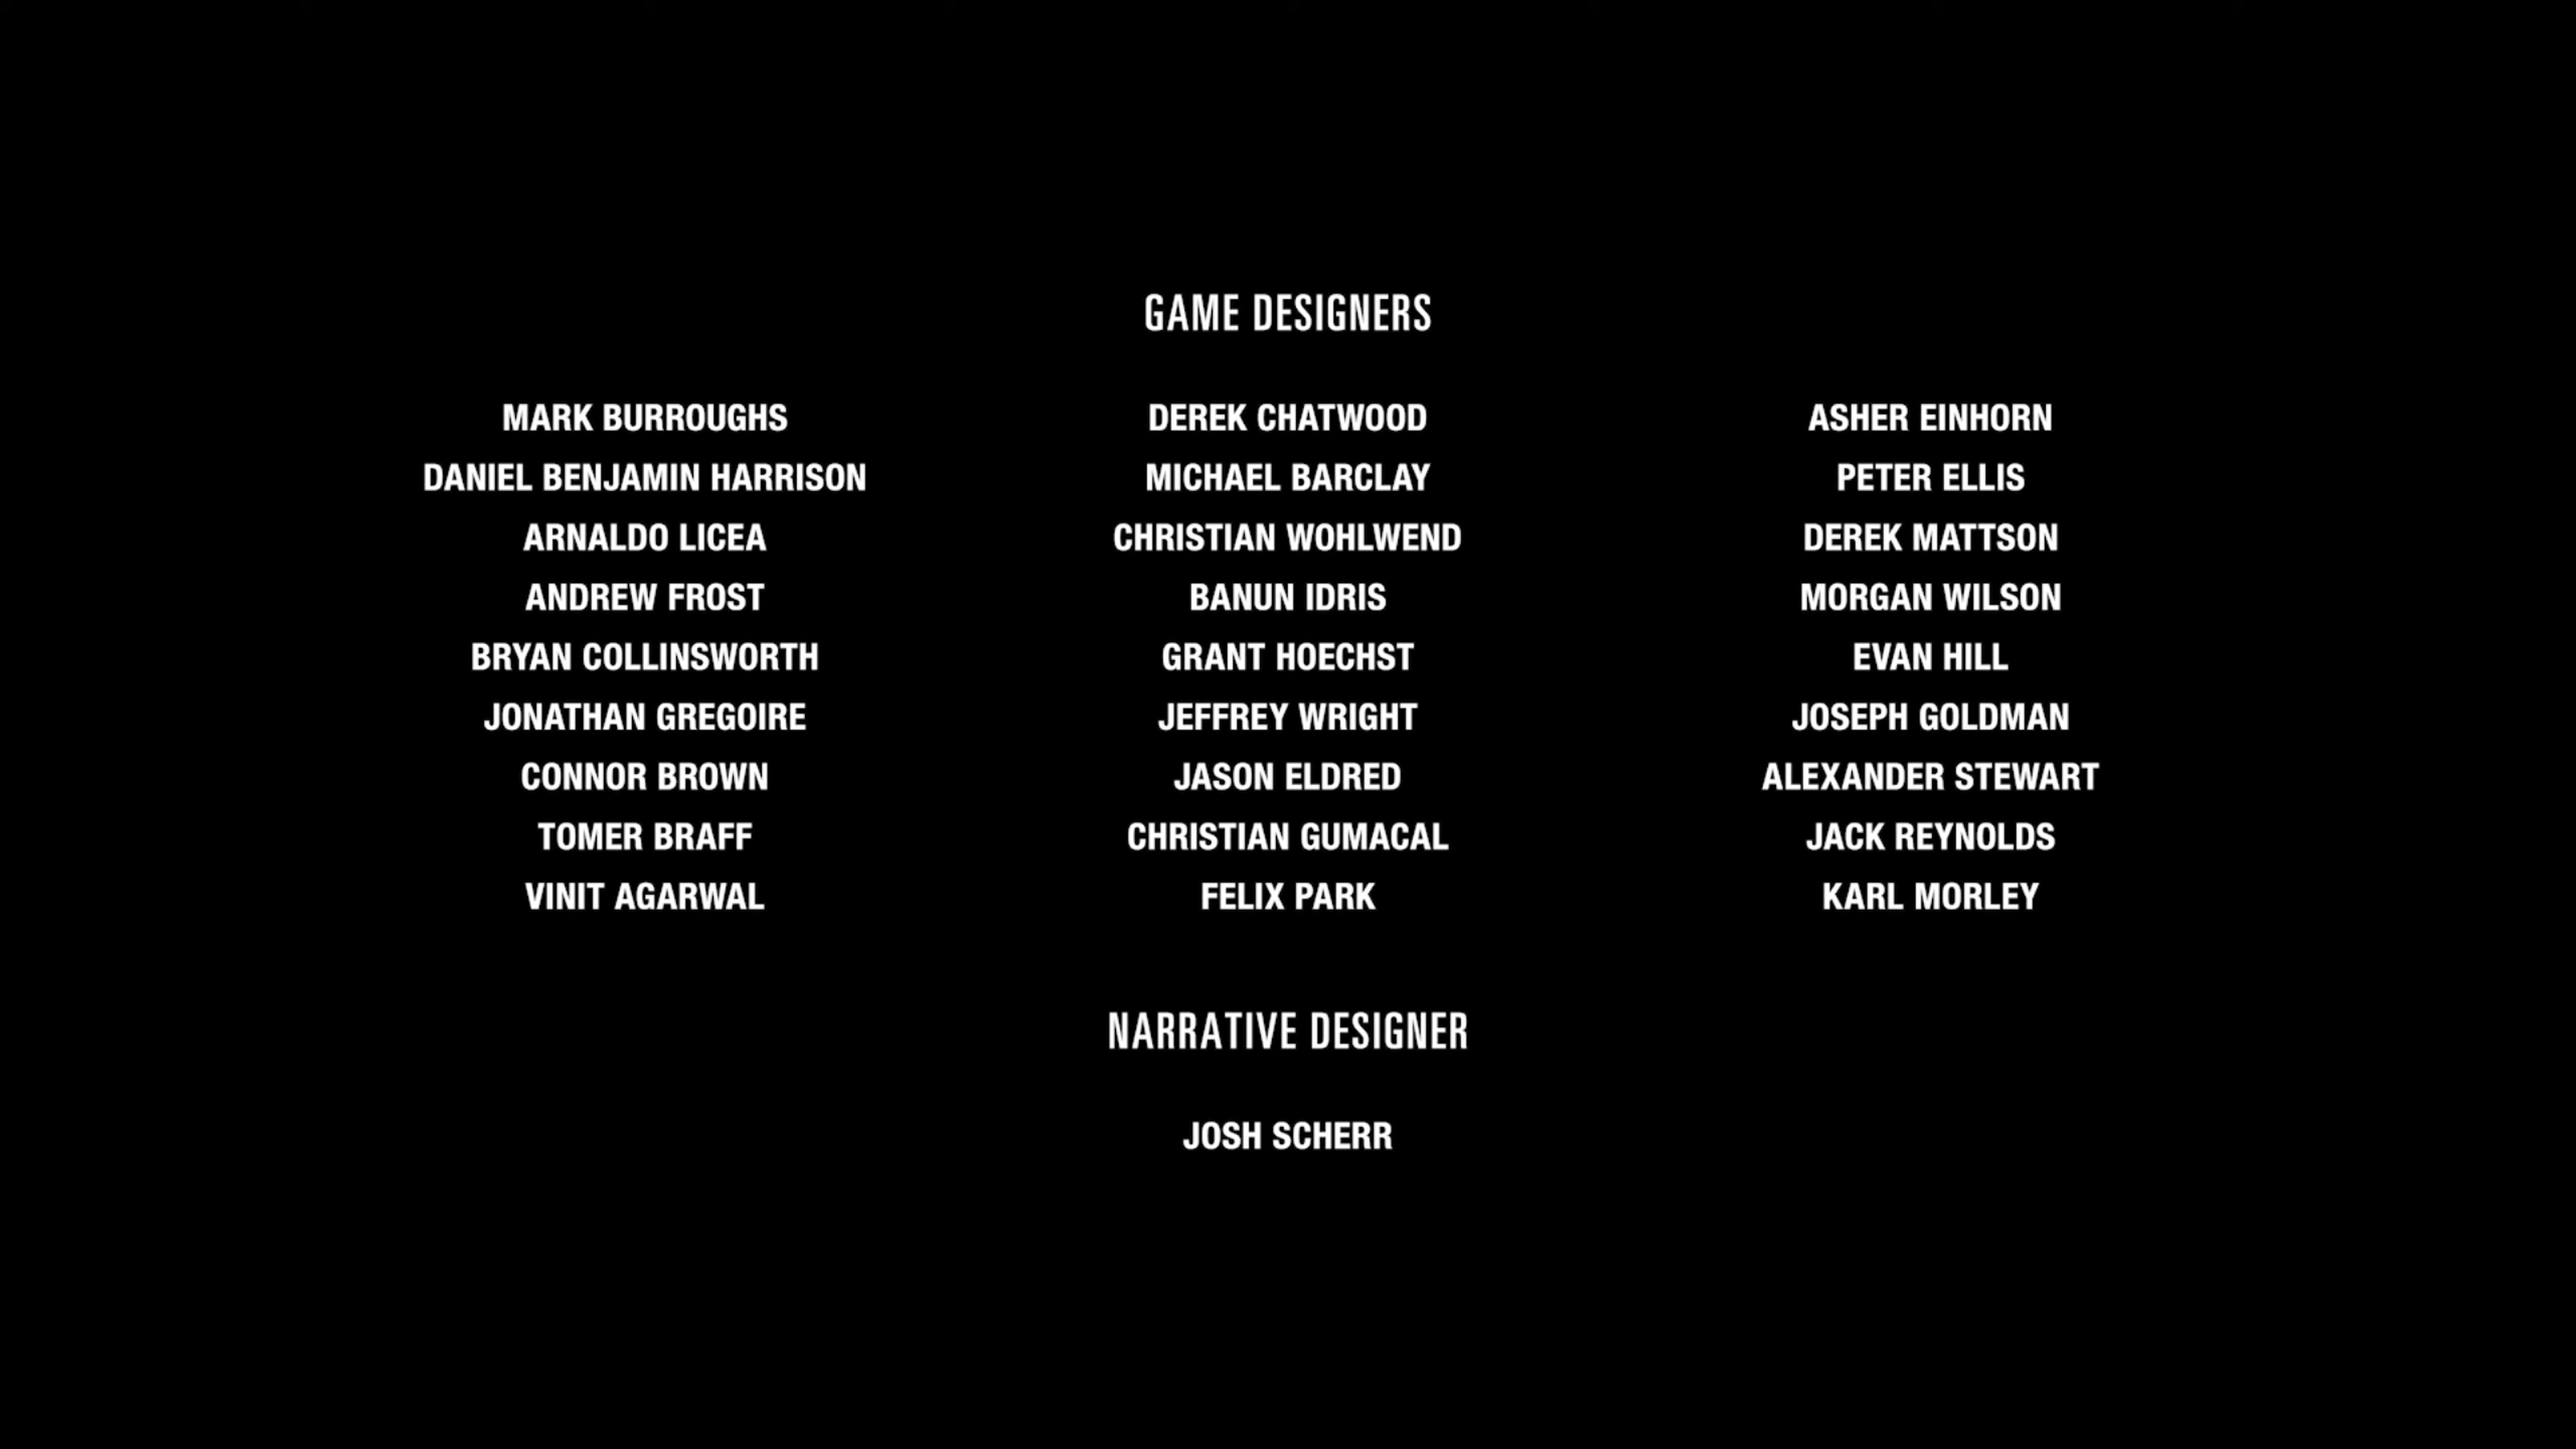 GAME DESIGNERS
MARK BURROUGHS
DANIEL BENJAMIN HARRISON
ARNALDO LICEA
ANDREW FROST
BRYAN COLLINSWORTH
JONATHAN GREGOIRE
CONNOR BROWN
TOMER BRAFF
VINIT AGARWAL
DEREK CHATWOOD
MICHAEL BARCLAY
CHRISTIAN WOHLWEND
BANUN IDRIS
GRANT HOECHST
JEFFREY WRIGHT
JASON ELDRED
CHRISTIAN GUMACAL
FELIX PARK
ASHER EINHORN
PETER ELLIS
DEREK MATTSON
MORGAN WILSON
EVAN HILL
JOSEPH GOLDMAN
ALEXANDER STEWART
JACK REYNOLDS
KARL MORLEY
NARRATIVE DESIGNER
JOSH SCHERR